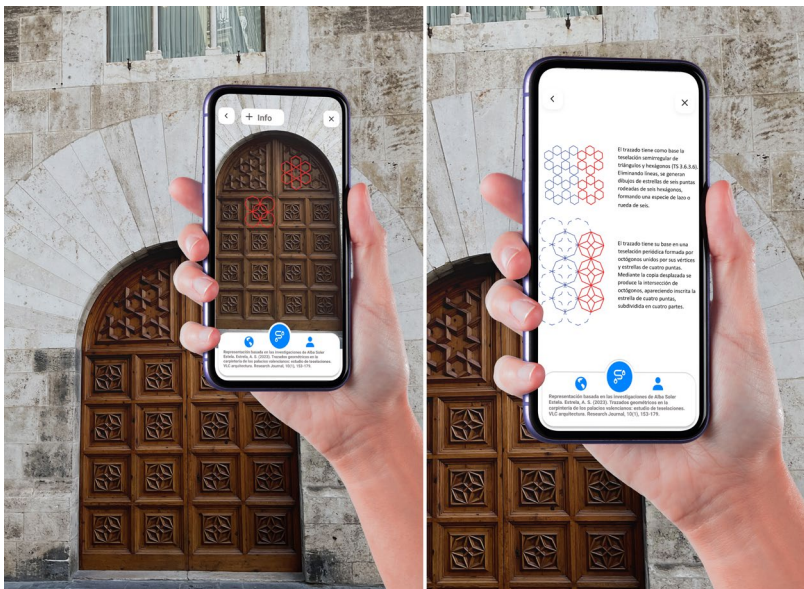 + Info
Representación basada en las investigaciones de Alba Soler
Estela. Estrela, A. S. (2023). Trazados geométricos en la
carpintería de los palacios valencianos: estudio de teselaciones.
VLC arquitectura. Research Journal, 10(1), 153-179.
El trazado tiene como base la
teselación semirregular de
triángulos y hexágonos (TS 3.6.3.6).
Eliminando líneas, se generan
dibujos de estrellas de seis puntas
rodeadas de seis hexágonos,
formando una especie de lazo o
rueda de seis.
El trazado tiene su base en una
teselación periódica formada por
octógonos unidos por sus vértices
y estrellas de cuatro puntas.
Mediante la copia desplazada se
produce la intersección de
octógonos, apareciendo inscrita la
estrella de cuatro puntas,
subdividida en cuatro partes.
Representación basada en las investigaciones de Alba Soler
Estela. Estrela, A. S. (2023). Trazados geométricos en la
carpintería de los palacios valencianos: estudio de teselaciones.
VLC arquitectura. Research Journal, 10(1), 153-179.